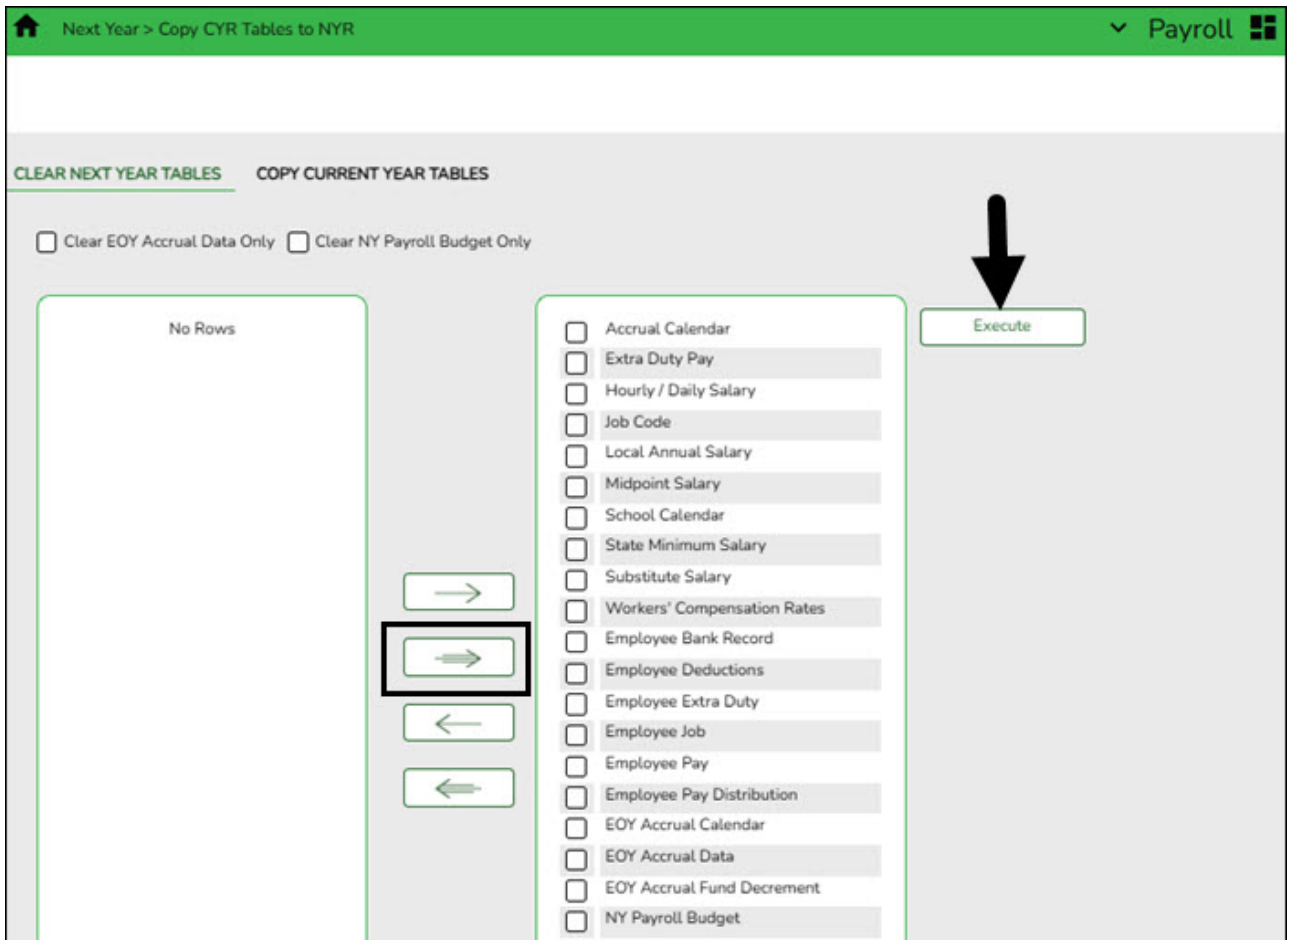 Next Year > Copy CYR Tables to NYR
Payroll
CLEAR NEXT YEAR TABLES
COPY CURRENT YEAR TABLES
Clear EOY Accrual Data Only
Clear NY Payroll Budget Only
No Rows
Accrual Calendar
Extra Duty Pay
Hourly / Daily Salary
Job Code
Local Annual Salary
Midpoint Salary
School Calendar
State Minimum Salary
Substitute Salary
Workers' Compensation Rates
Employee Bank Record
Employee Deductions
Employee Extra Duty
Employee Job
Employee Pay
Employee Pay Distribution
EOY Accrual Calendar
EOY Accrual Data
EOY Accrual Fund Decrement
NY Payroll Budget
Execute